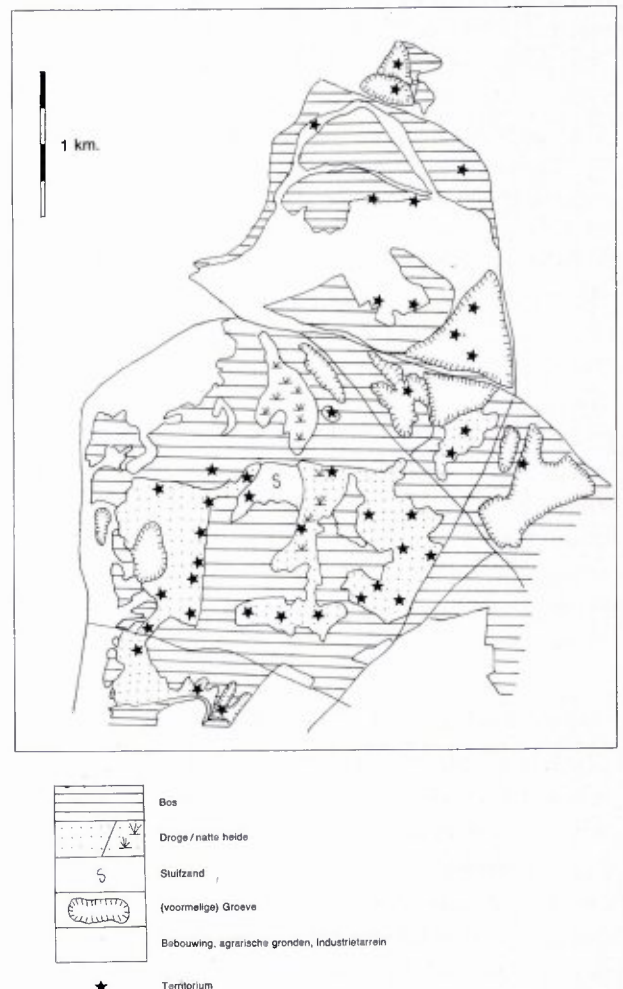 1 km.
S
Bos
Droge / natte heide
S
Stuifzand
(voormalige) Groeve
Bebouwing, agrarische gronden, Industrieterrein
Territorium